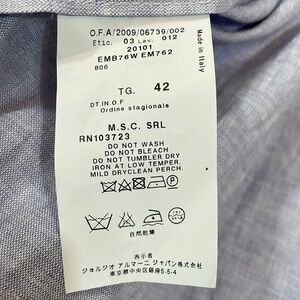 O.F.A/2009/06739/002
Etic. 03 Lav. 012
20101
EMB76W EM762
806
Made in Italy
TG. 42
DT.IN.O.F
Ordine stagionale
M.S.C. SRL
RN103723
DO NOT WASH
DO NOT BLEACH
DO NOT TUMBLER DRY
IRON AT LOW TEMPER.
MILD DRYCLEAN PERCH.
自然乾燥
表示者
ジョルジオ アルマーニ ジャパン株式会社
東京都中央区銀座5-5-4